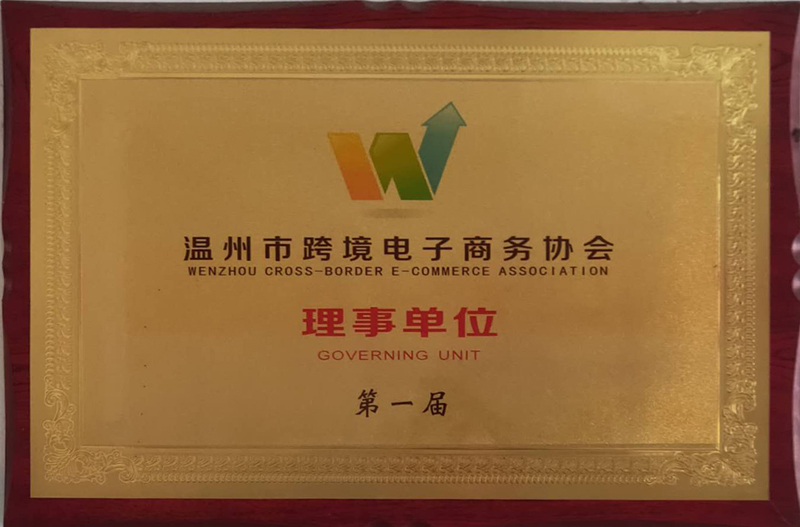 温州市跨境电子商务协会
WENZHOU CROSS-BORDER E-COMMERCE ASSOCIATION
理事单位
GOVERNING UNIT
第一届